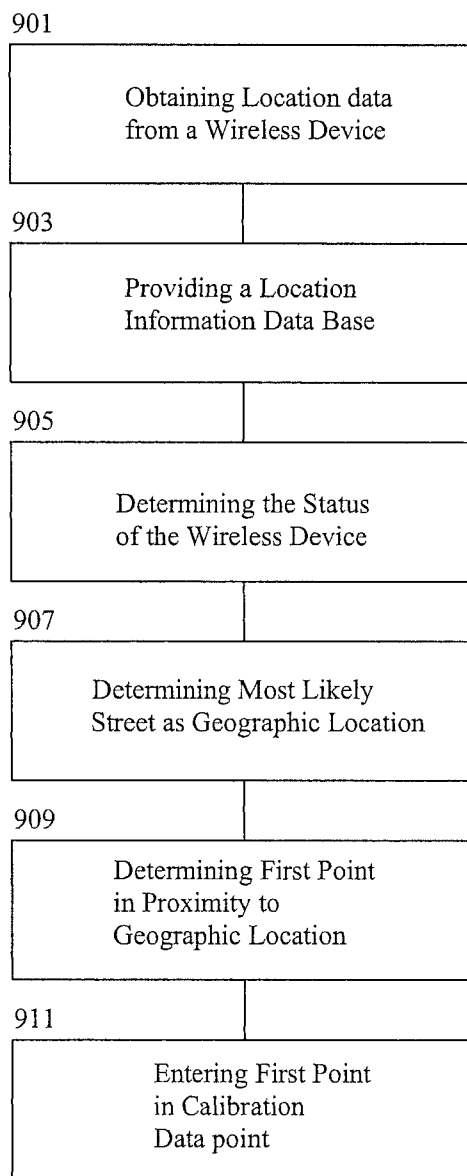 901
Obtaining Location data
from a Wireless Device
903
Providing a Location
Information Data Base
905
Determining the Status
of the Wireless Device
907
Determining Most Likely
Street as Geographic Location
909
Determining First Point
in Proximity to
Geographic Location
911
Entering First Point
in Calibration
Data point